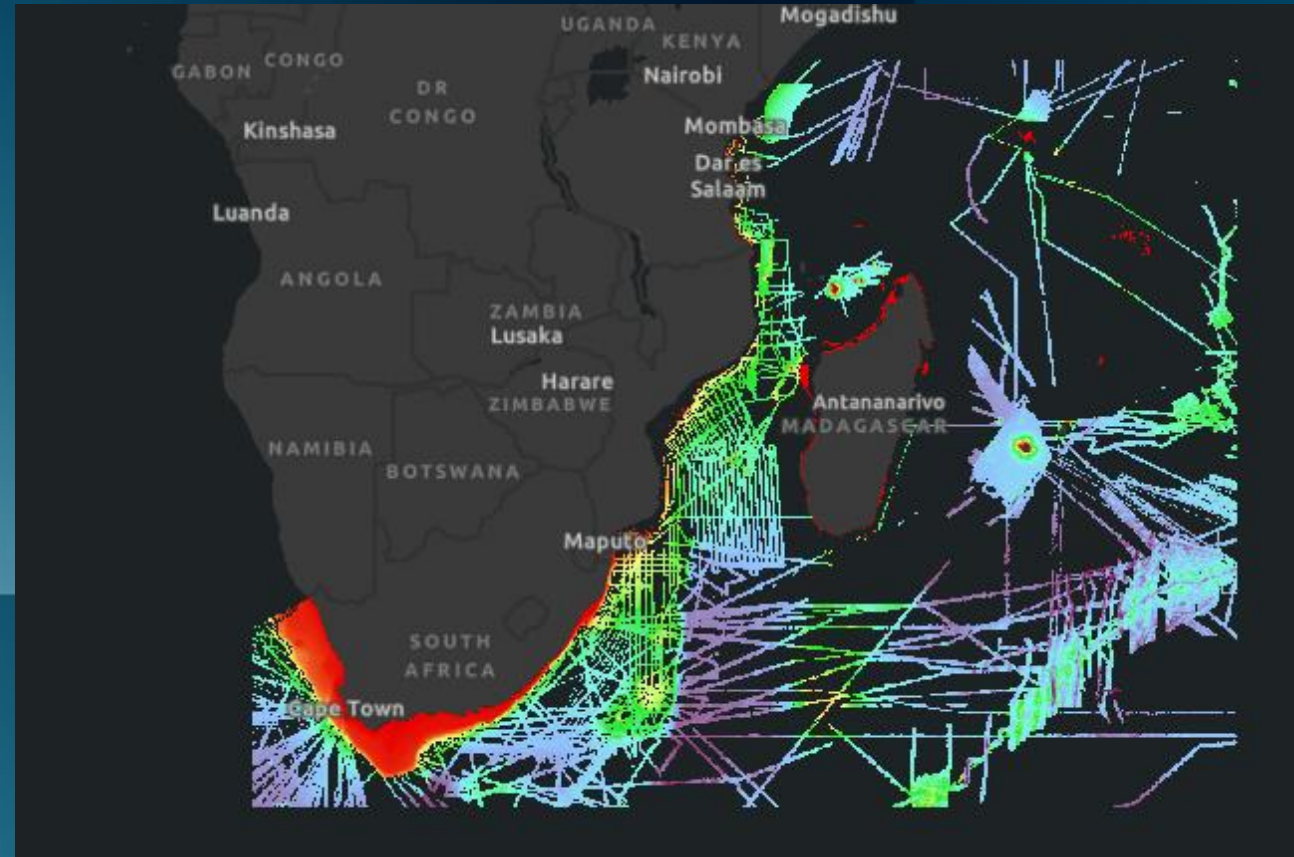 Mogadishu
UGANDA
KENYA
CONGO
GABON
Nairobi
DR
CONGO
Kinshasa
Mombasa
Dar es
Salaam
Luanda
ANGOLA
ZAMBIA
Lusaka
Harare
ZIMBABWE
Antananarivo
MADAGASCAR
NAMIBIA
BOTSWANA
Maputo
SOUTH
AFRICA
Cape Town